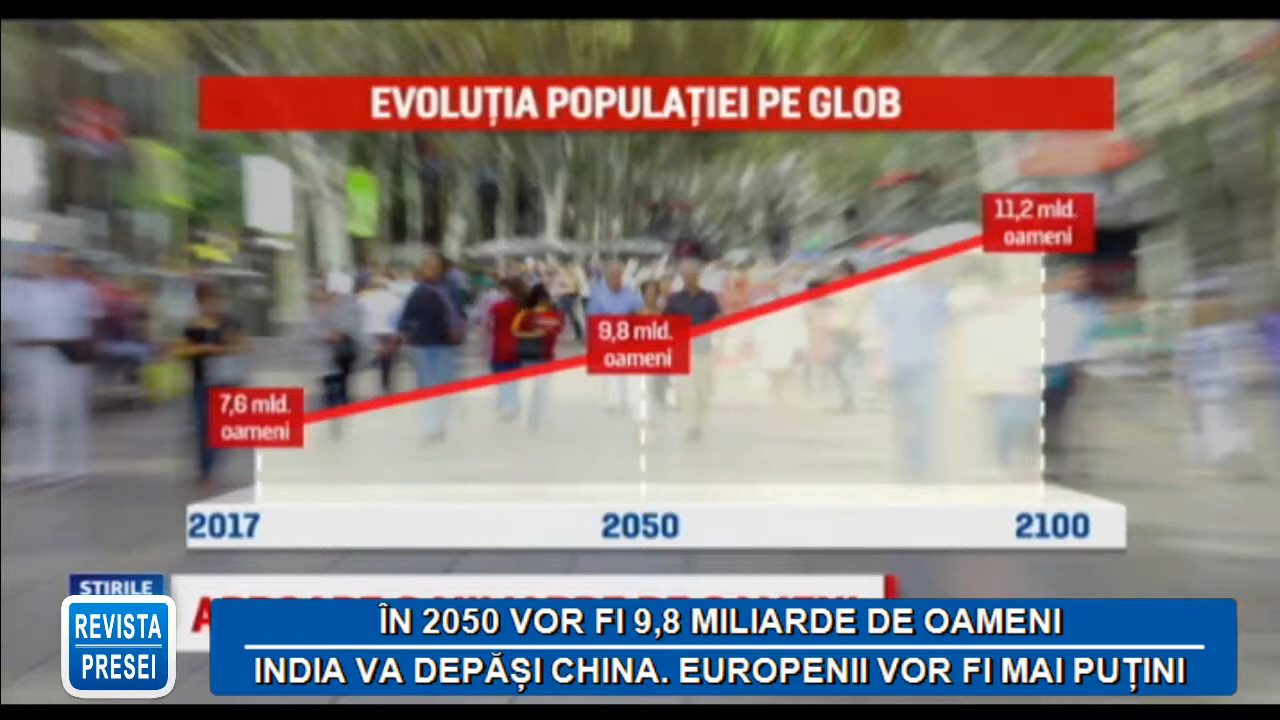 EVOLUȚIA POPULAȚIEI PE GLOB
11,2 mld.
oameni
9,8 mld.
oameni
7,6 mld.
oameni
2017
2050
2100
ȘTIRILE
REVISTA
PRESEI
ÎN 2050 VOR FI 9,8 MILIARDE DE OAMENI
INDIA VA DEPĂȘI CHINA. EUROPENII VOR FI MAI PUȚINI